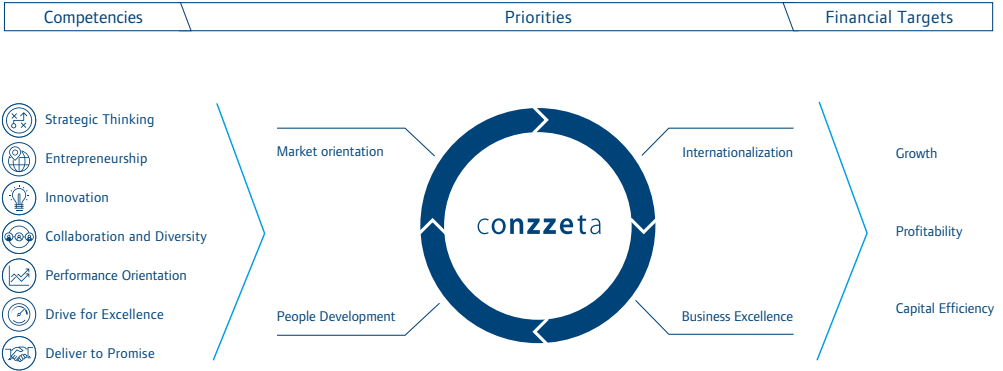 Competencies
Priorities
Financial Targets
Strategic Thinking
Entrepreneurship
Innovation
Collaboration and Diversity
Performance Orientation
Drive for Excellence
Deliver to Promise
Market orientation
Internationalization
conzzeta
People Development
Business Excellence
Growth
Profitability
Capital Efficiency